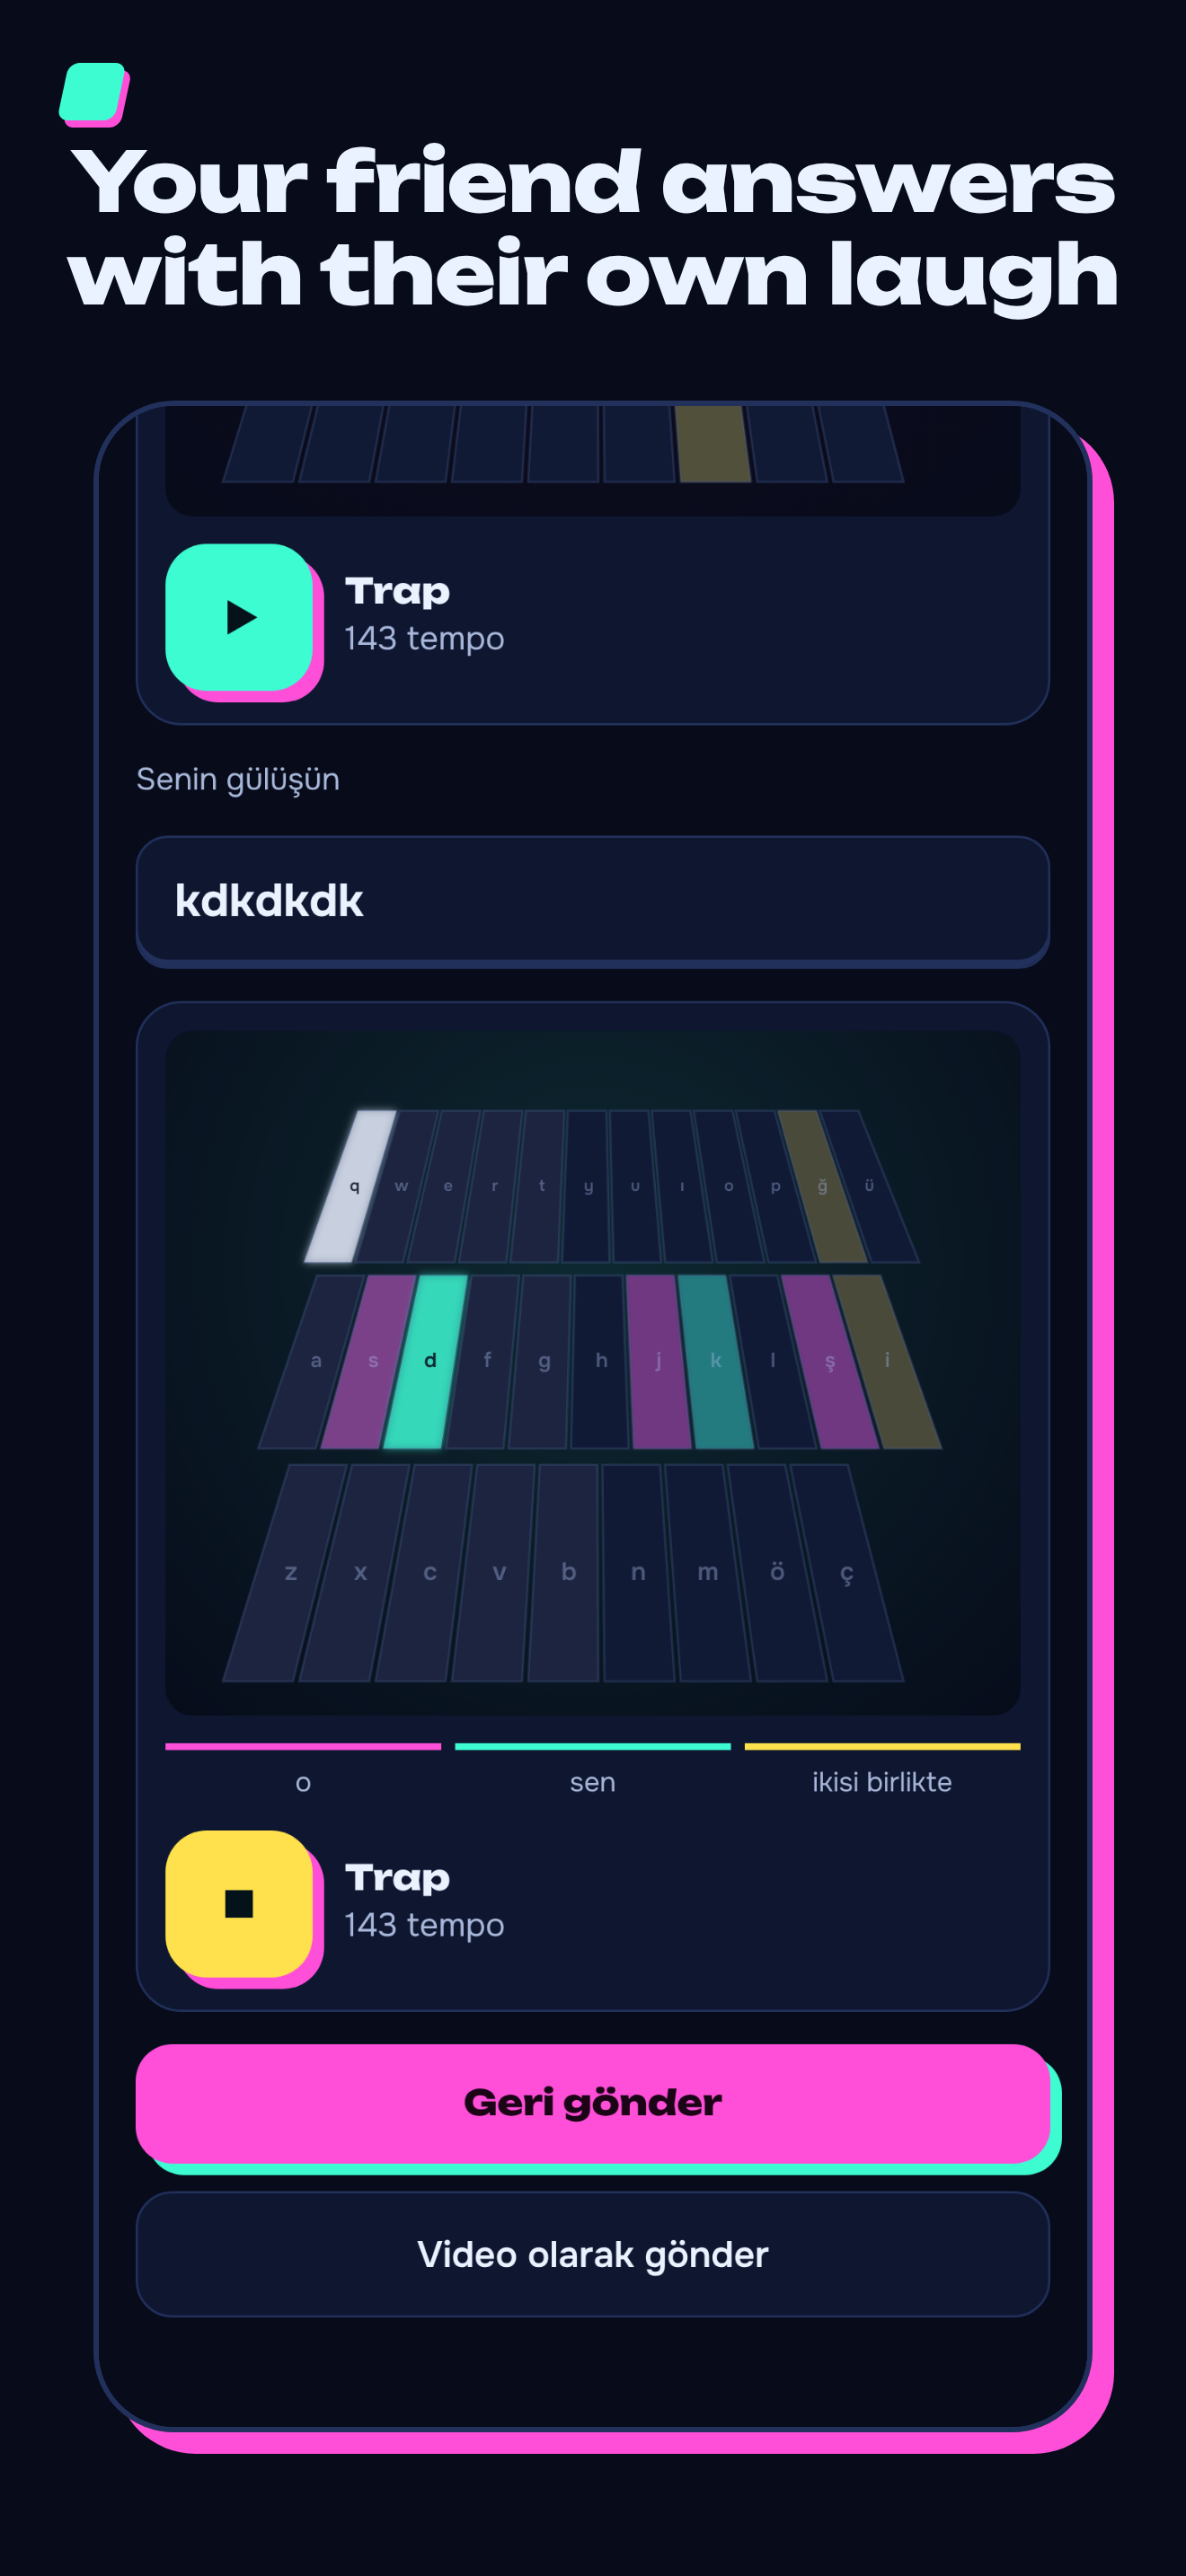 Your friend answers
with their own laugh
Trap
143 tempo
Senin gülüşün
kdkdkdk
q w e r t y u ı o p ğ ü
a s d f g h j k l ş i
z x c v b n m ö ç
o sen ikisi birlikte
Trap
143 tempo
Geri gönder
Video olarak gönder